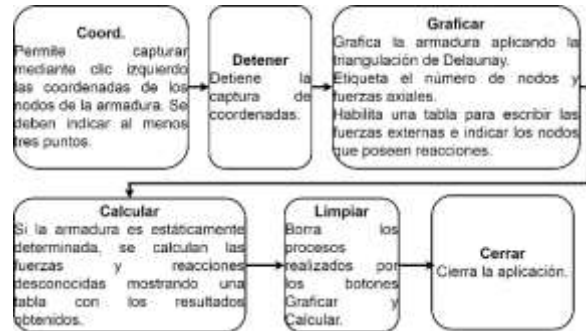 Coord.
Permite capturar
mediante clic izquierdo
las coordenadas de los
nodos de la armadura. Se
deben indicar al menos
tres puntos.
Detener
Detiene la
captura de
coordenadas.
Graficar
Grafica la armadura aplicando la
triangulación de Delaunay.
Etiqueta el número de nodos y
fuerzas axiales.
Habilita una tabla para escribir las
fuerzas externas e indicar los nodos
que poseen reacciones.
Calcular
Si la armadura es estáticamente
determinada, se calculan las
fuerzas y reacciones
desconocidas mostrando una
tabla con los resultados
obtenidos.
Limpiar
Borra los
procesos
realizados por
los botones
Graficar y
Calcular.
Cerrar
Cierra la aplicación.